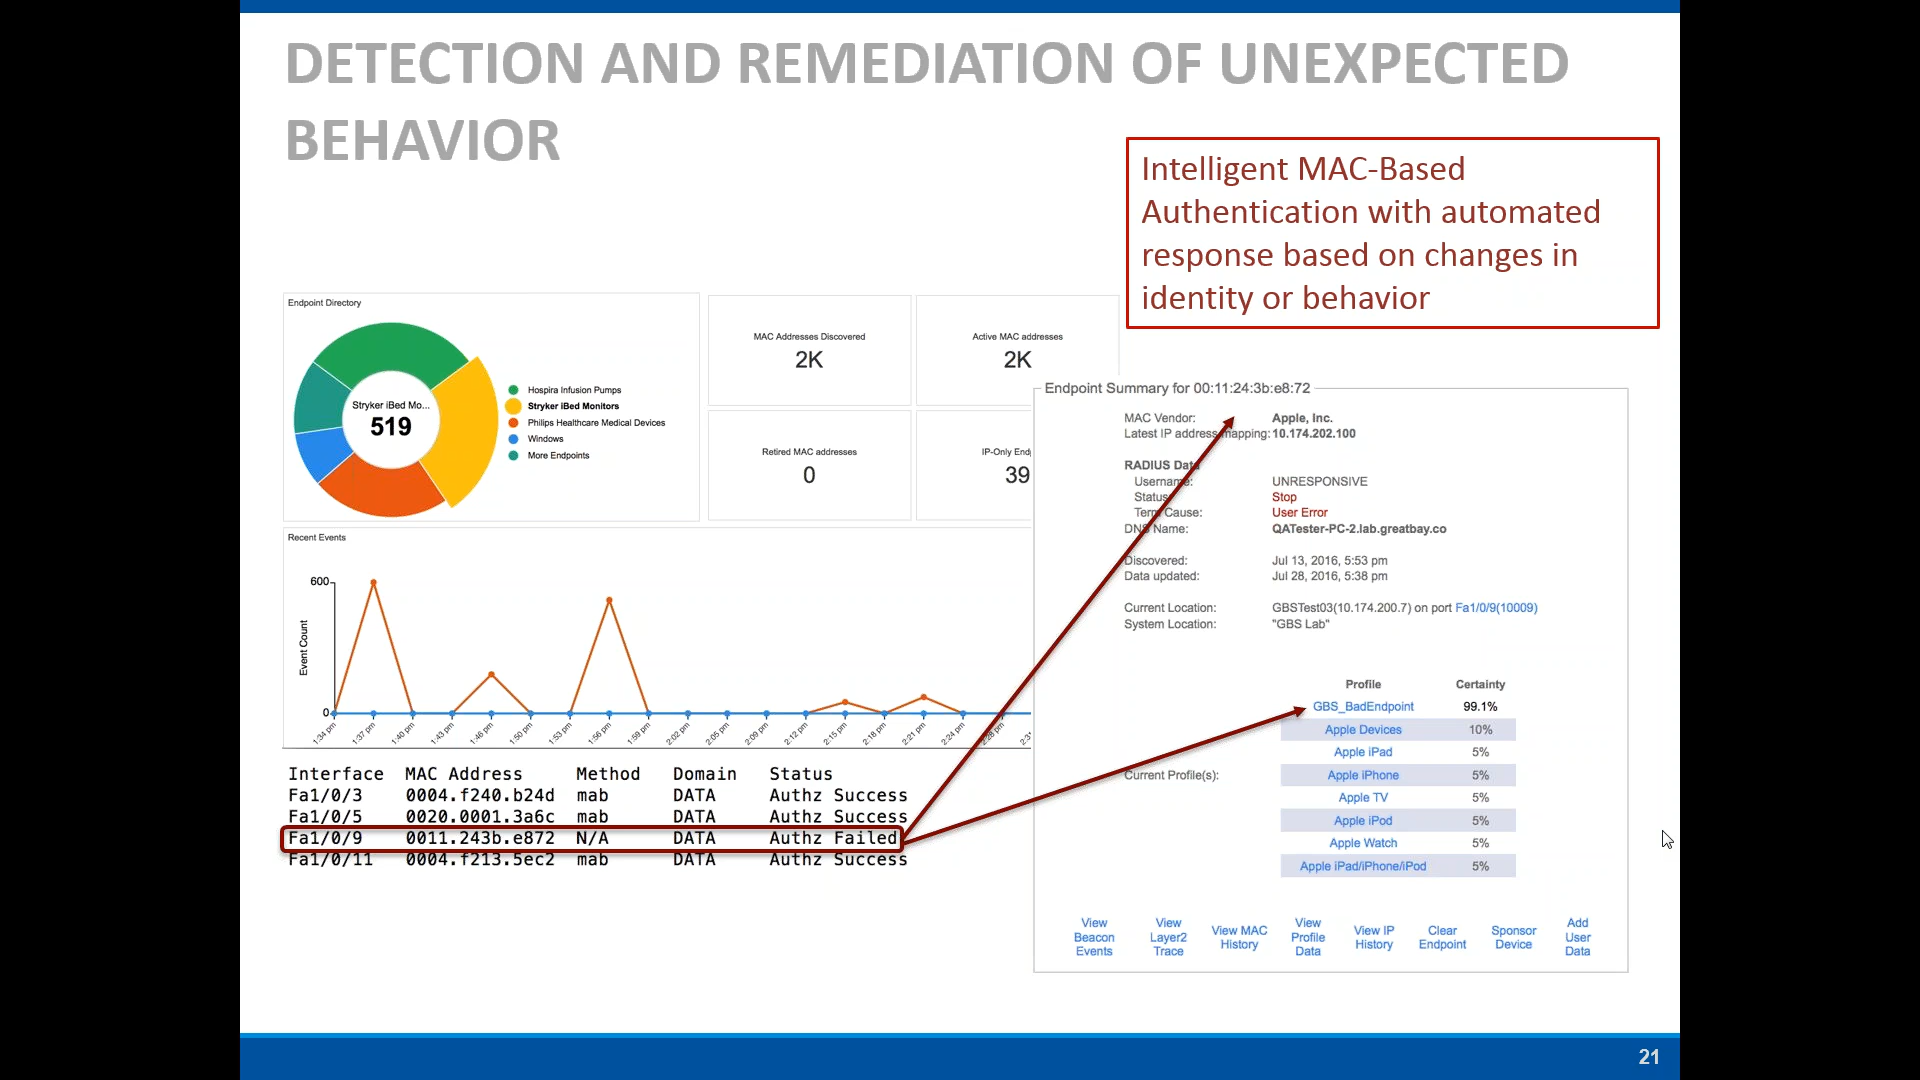 DETECTION AND REMEDIATION OF UNEXPECTED
BEHAVIOR
Intelligent MAC-Based
Authentication with automated
response based on changes in
identity or behavior
Endpoint Directory
Stryker iBed Mo...
519
Hospira Infusion Pumps
Stryker iBed Monitors
Philips Healthcare Medical Devices
Windows
More Endpoints
MAC Addresses Discovered
2K
Active MAC addresses
2K
Retired MAC addresses
0
IP-Only
39
Recent Events
Event Count
600
0
1:34 pm 1:37 pm 1:40 pm 1:43 pm 1:46 pm 1:50 pm 1:53 pm 1:56 pm 1:59 pm 2:02 pm 2:05 pm 2:09 pm 2:12 pm 2:15 pm 2:18 pm 2:21 pm 2:24 pm 2:28 pm
Interface MAC Address Method Domain Status
Fa1/0/3 0004.f240.b24d mab DATA Authz Success
Fa1/0/5 0020.0001.3a6c mab DATA Authz Success
Fa1/0/9 0011.243b.e872 N/A DATA Authz Failed
Fa1/0/11 0004.f213.5ec2 mab DATA Authz Success
Endpoint Summary for 00:11:24:3b:e8:72
MAC Vendor: Apple, Inc.
Latest IP address mapping: 10.174.202.100
RADIUS Data
Username: UNRESPONSIVE
Status: Stop
Term Cause: User Error
DNS Name: QATester-PC-2.lab.greatbay.co
Discovered: Jul 13, 2016, 5:53 pm
Data updated: Jul 28, 2016, 5:38 pm
Current Location: GBSTest03(10.174.200.7) on port Fa1/0/9(10009)
System Location: "GBS Lab"
Current Profile(s):
Profile Certainty
GBS_BadEndpoint 99.1%
Apple Devices 10%
Apple iPad 5%
Apple iPhone 5%
Apple TV 5%
Apple iPod 5%
Apple Watch 5%
Apple iPad/iPhone/iPod 5%
View Beacon Events
View Layer2 Trace
View MAC History
View Profile Data
View IP History
Clear Endpoint
Sponsor Device
Add User Data
21